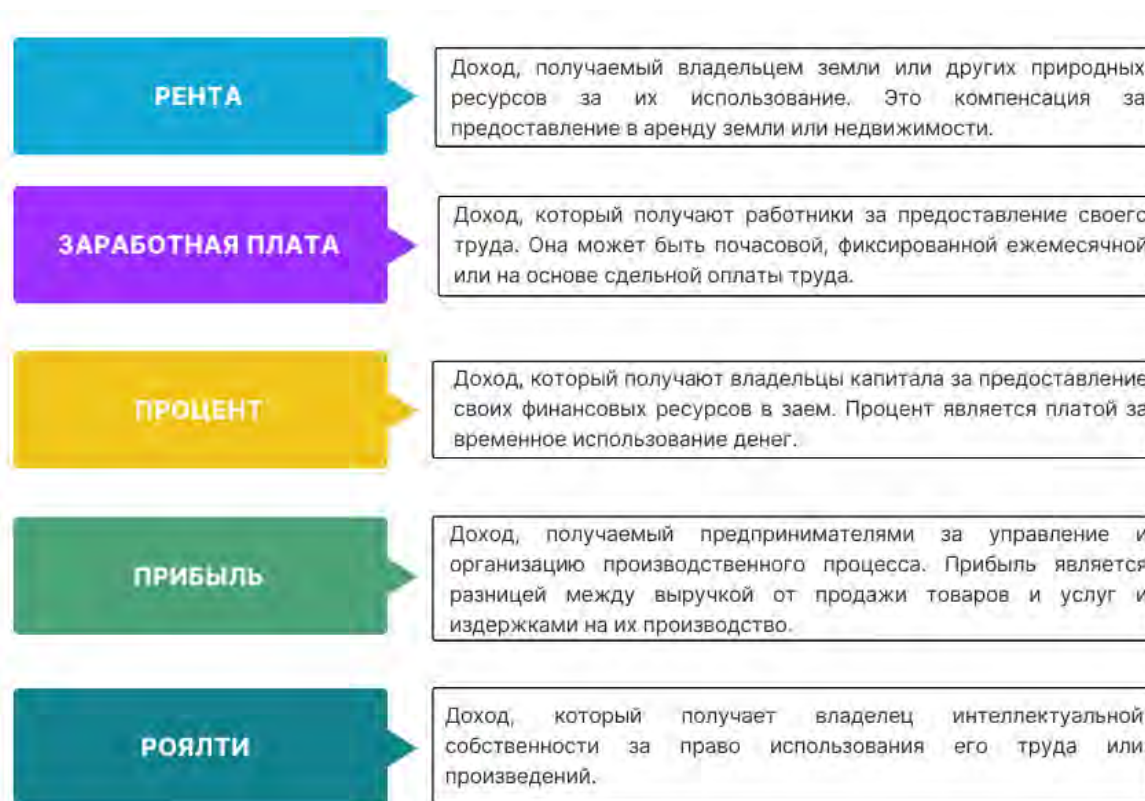 РЕНТА
Доход, получаемый владельцем земли или других природных
ресурсов за их использование. Это компенсация за
предоставление в аренду земли или недвижимости.
ЗАРАБОТНАЯ ПЛАТА
Доход, который получают работники за предоставление своего
труда. Она может быть почасовой, фиксированной ежемесячной
или на основе сдельной оплаты труда.
ПРОЦЕНТ
Доход, который получают владельцы капитала за предоставление
своих финансовых ресурсов в заем. Процент является платой за
временное использование денег.
ПРИБЫЛЬ
Доход, получаемый предпринимателями за управление и
организацию производственного процесса. Прибыль является
разницей между выручкой от продажи товаров и услуг и
издержками на их производство.
РОЯЛТИ
Доход, который получает владелец интеллектуальной
собственности за право использования его труда или
произведений.